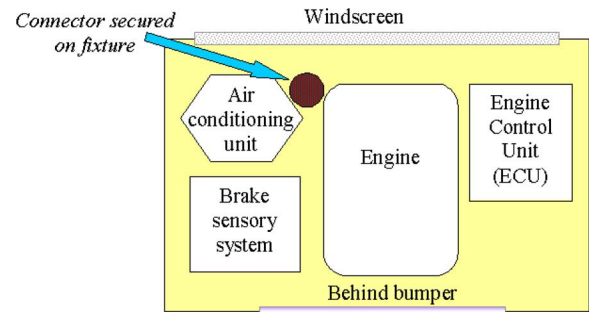 Connector secured
on fixture
Windscreen
Air
conditioning
unit
Engine
Engine
Control
Unit
(ECU)
Brake
sensory
system
Behind bumper